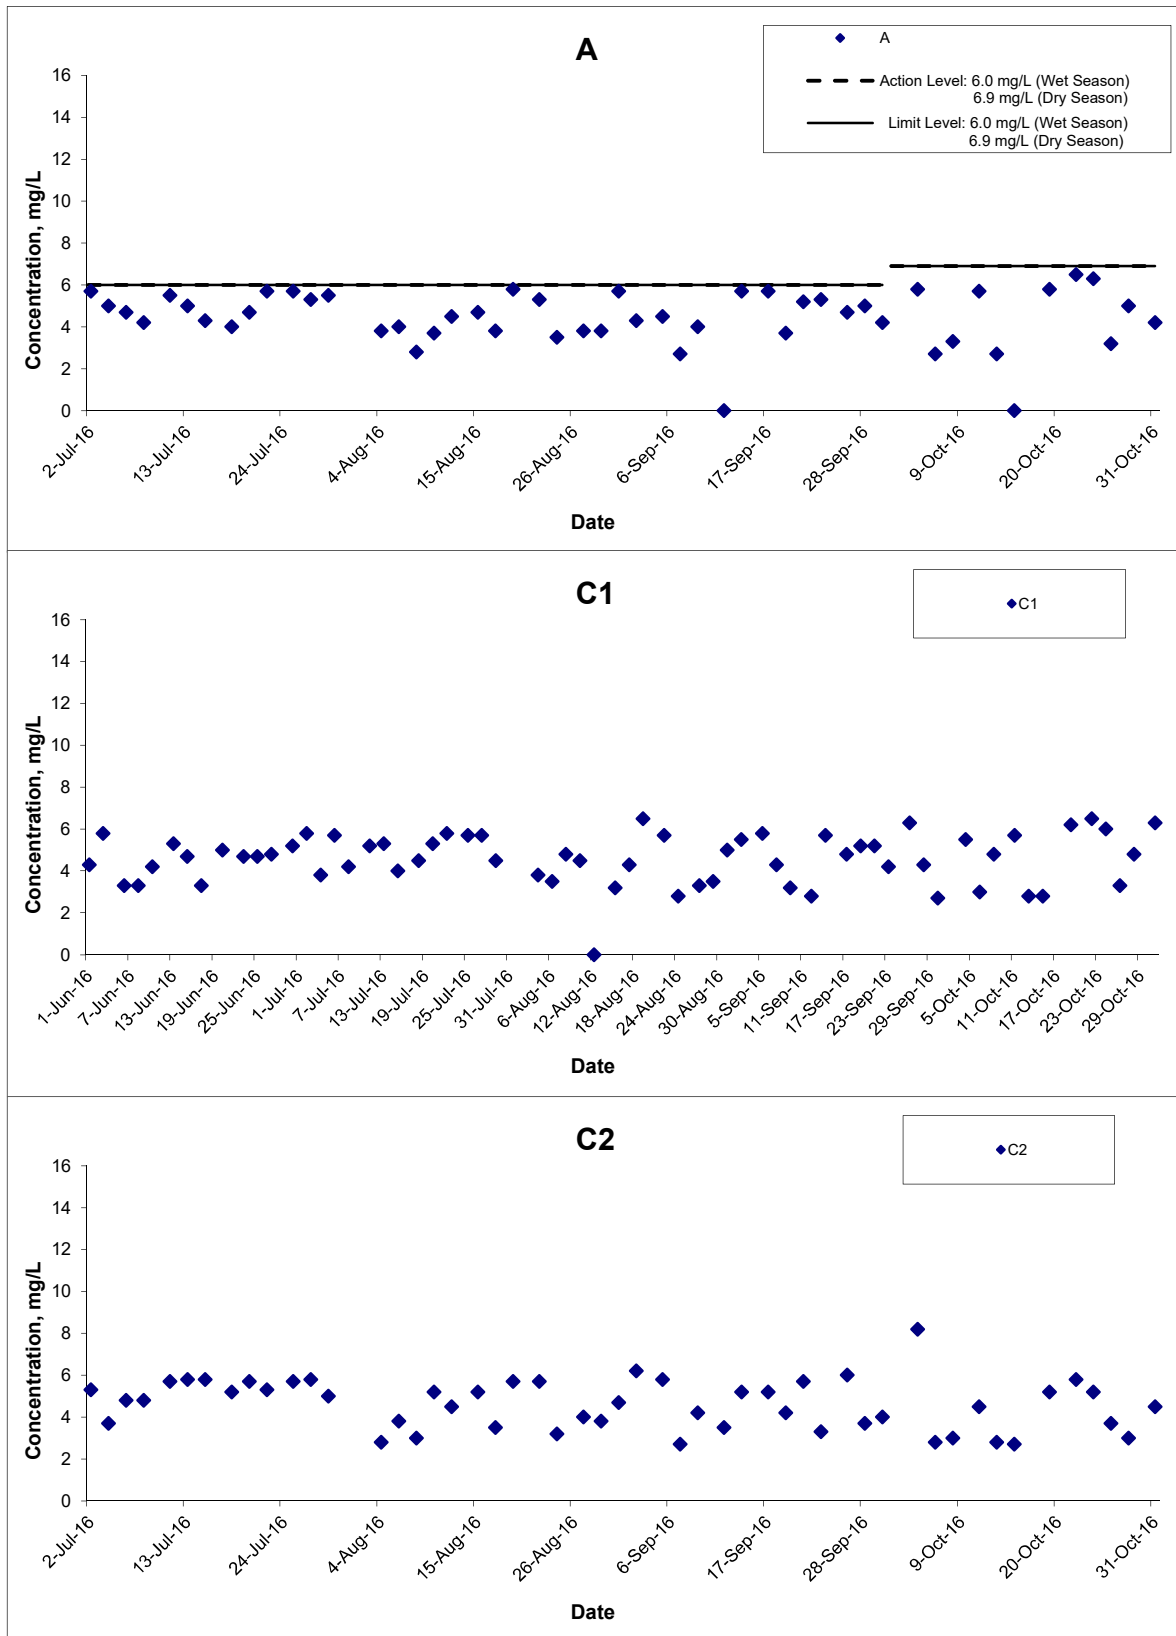 A
A
Action Level: 6.0 mg/L (Wet Season)
6.9 mg/L (Dry Season)
Limit Level: 6.0 mg/L (Wet Season)
6.9 mg/L (Dry Season)
Concentration, mg/L
16
14
12
10
8
6
4
2
0
2-Jul-16
13-Jul-16
24-Jul-16
4-Aug-16
15-Aug-16
26-Aug-16
6-Sep-16
17-Sep-16
28-Sep-16
9-Oct-16
20-Oct-16
31-Oct-16
Date
C1
C1
Concentration, mg/L
16
14
12
10
8
6
4
2
0
1-Jun-16
7-Jun-16
13-Jun-16
19-Jun-16
25-Jun-16
1-Jul-16
7-Jul-16
13-Jul-16
19-Jul-16
25-Jul-16
31-Jul-16
6-Aug-16
12-Aug-16
18-Aug-16
24-Aug-16
30-Aug-16
5-Sep-16
11-Sep-16
17-Sep-16
23-Sep-16
29-Sep-16
5-Oct-16
11-Oct-16
17-Oct-16
23-Oct-16
29-Oct-16
Date
C2
C2
Concentration, mg/L
16
14
12
10
8
6
4
2
0
2-Jul-16
13-Jul-16
24-Jul-16
4-Aug-16
15-Aug-16
26-Aug-16
6-Sep-16
17-Sep-16
28-Sep-16
9-Oct-16
20-Oct-16
31-Oct-16
Date